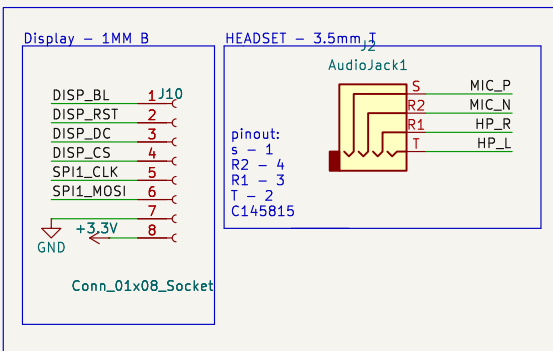 Display - 1MM B
J10
DISP_BL 1
DISP_RST 2
DISP_DC 3
DISP_CS 4
SPI1_CLK 5
SPI1_MOSI 6
7
GND
+3.3V 8
Conn_01x08_Socket
HEADSET - 3.5mm T
J2
AudioJack1
S MIC_P
R2 MIC_N
R1 HP_R
T HP_L
pinout:
s - 1
R2 - 4
R1 - 3
T - 2
C145815